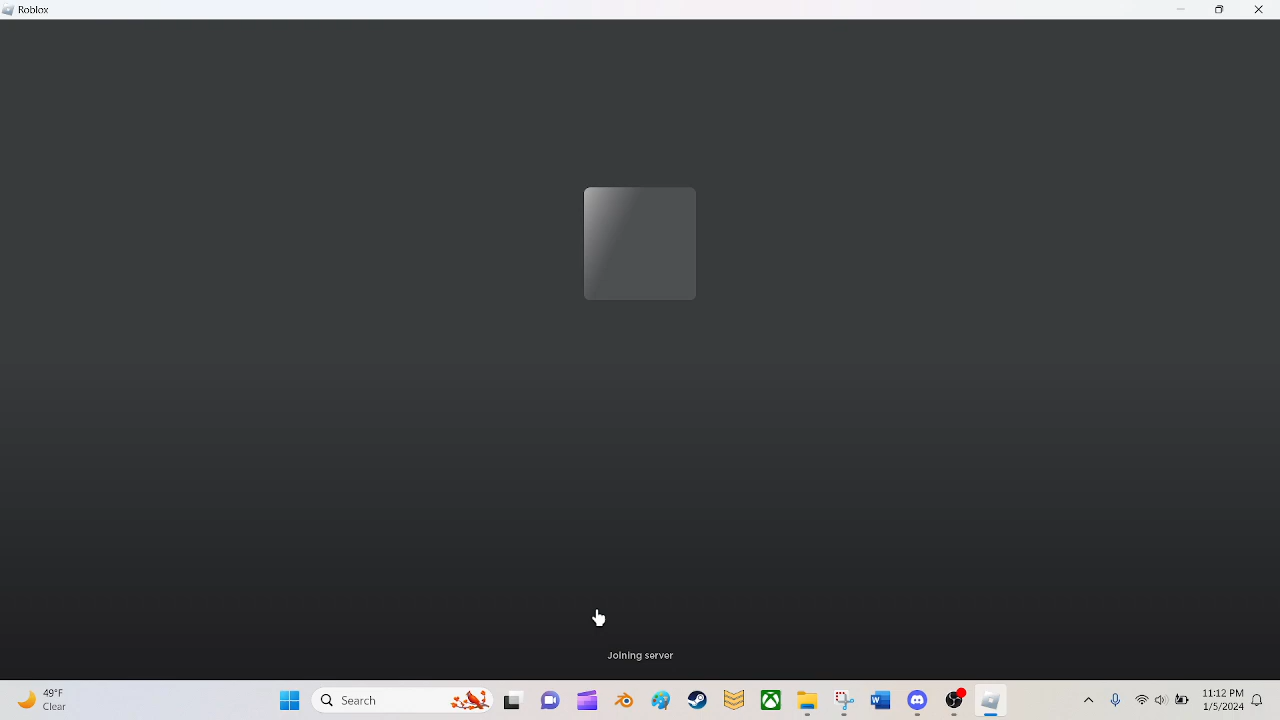 Roblox
Joining server
49°F
Clear
Search
11:12 PM
1/5/2024